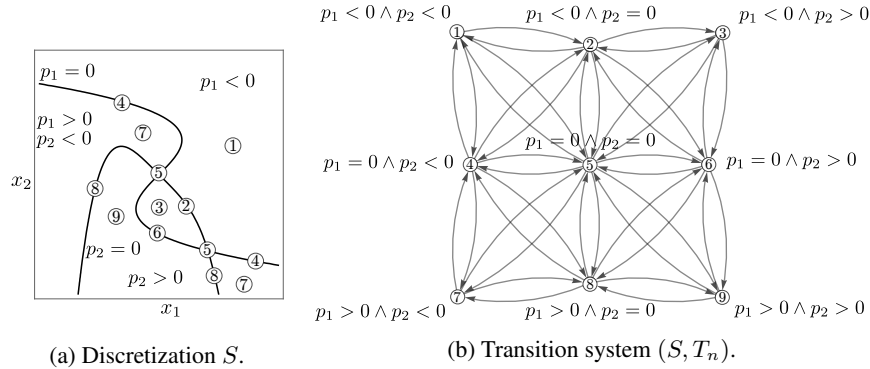 p₁ = 0
p₁ < 0
④
p₁ > 0
⑦
p₂ < 0
①
⑤
x₂
⑧
③
②
⑨
⑥
p₂ = 0
⑤
④
p₂ > 0
⑧
⑦
x₁
(a) Discretization S.
p₁ < 0 ∧ p₂ < 0
p₁ < 0 ∧ p₂ = 0
p₁ < 0 ∧ p₂ > 0
①
②
③
p₁ = 0 ∧ p₂ = 0
p₁ = 0 ∧ p₂ < 0
④
⑤
⑥
p₁ = 0 ∧ p₂ > 0
⑦
⑧
⑨
p₁ > 0 ∧ p₂ < 0
p₁ > 0 ∧ p₂ = 0
p₁ > 0 ∧ p₂ > 0
(b) Transition system (S, Tₙ).